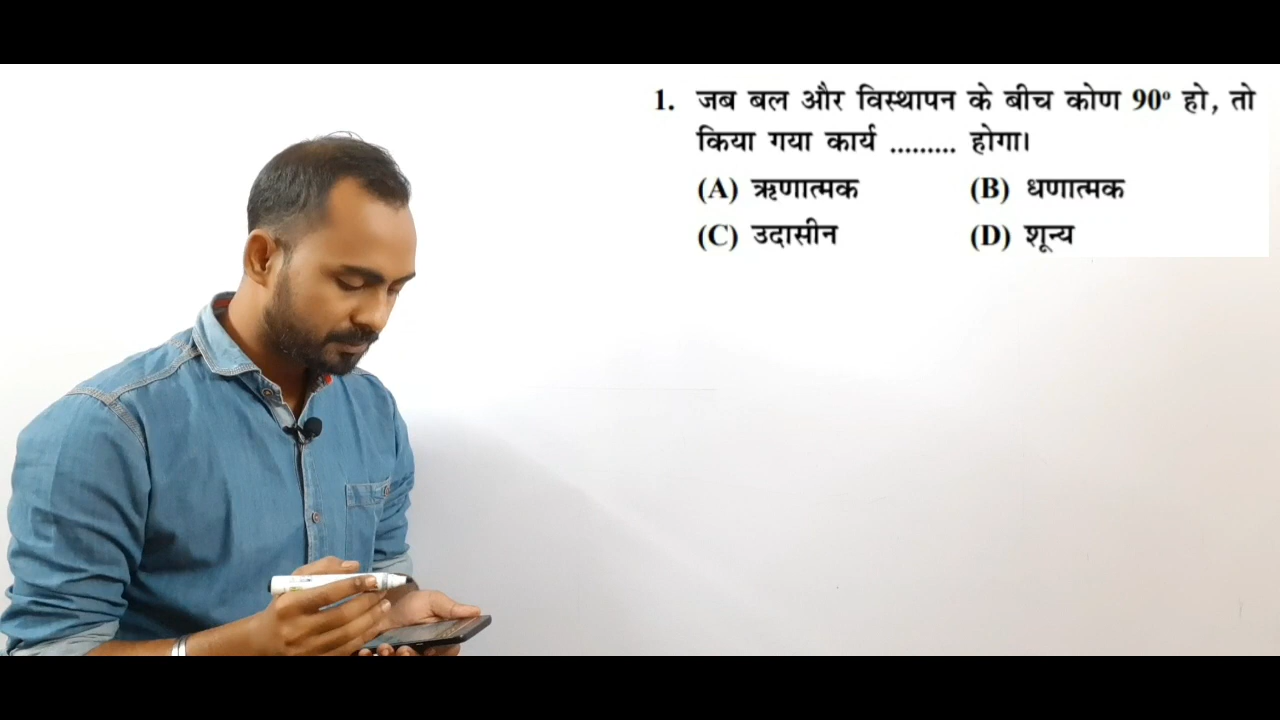 1. जब बल और विस्थापन के बीच कोण 90° हो, तो
किया गया कार्य ......... होगा।
(A) ऋणात्मक (B) धणात्मक
(C) उदासीन (D) शून्य